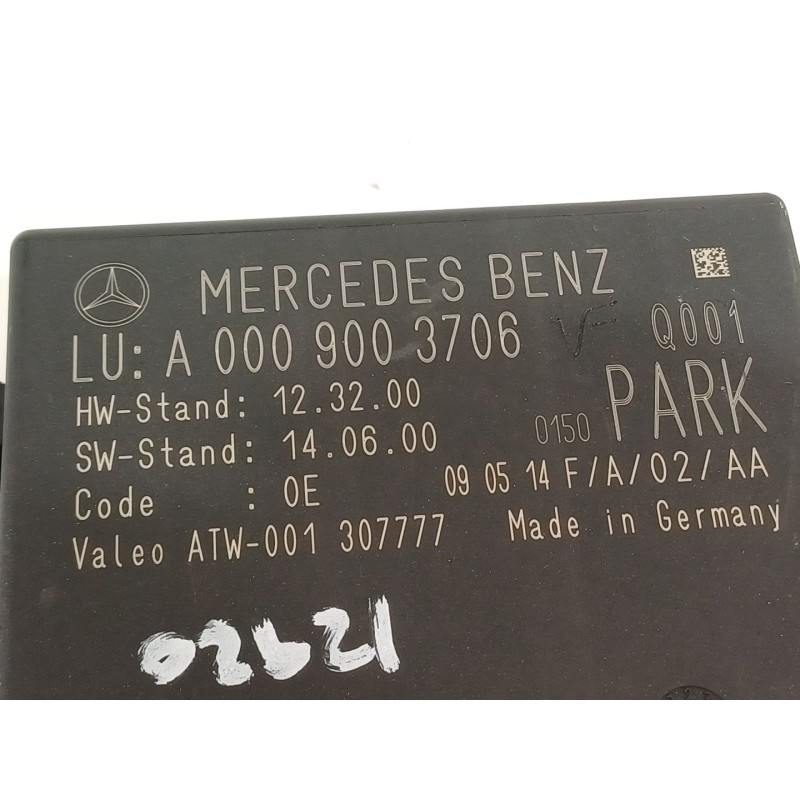 MERCEDES BENZ
LU: A 000 900 3706 VF Q001
HW-Stand: 12.32.00
0150 PARK
SW-Stand: 14.06.00
Code : 0E 09 05 14 F/A/02/AA
Valeo ATW-001 307777 Made in Germany
02621